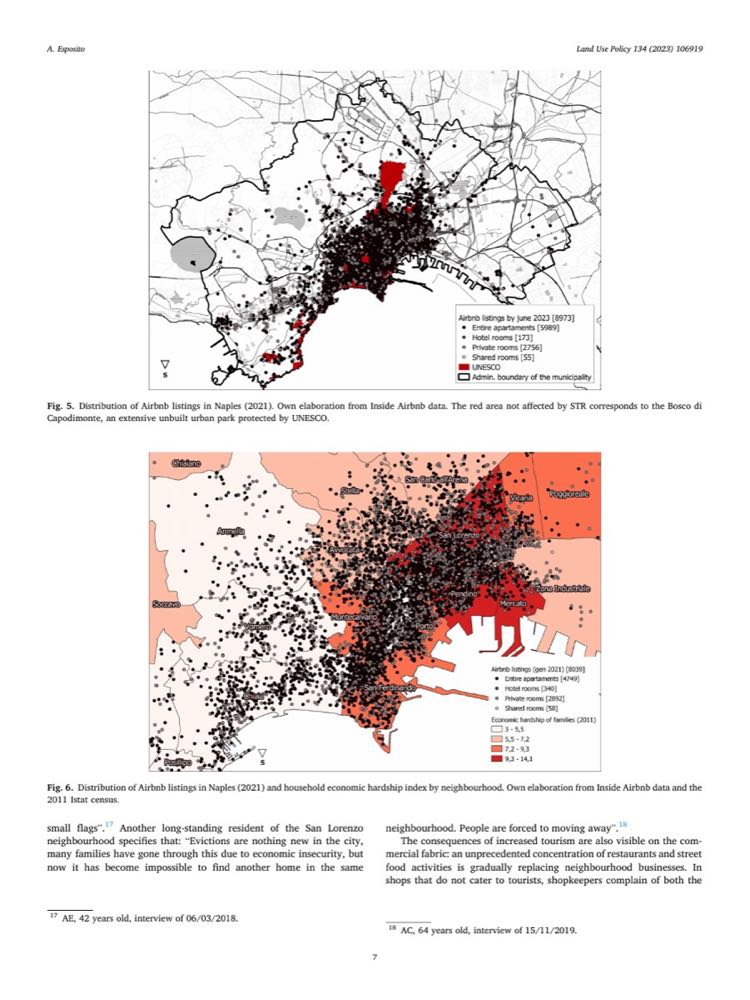 A. Esposito
Land Use Policy 134 (2023) 106919
Airbnb listings by june 2023 [8973]
Entire apartaments [5989]
Hotel rooms [173]
Private rooms [2756]
Shared rooms [55]
UNESCO
Admin. boundary of the municipality
S
Fig. 5. Distribution of Airbnb listings in Naples (2021). Own elaboration from Inside Airbnb data. The red area not affected by STR corresponds to the Bosco di
Capodimonte, an extensive unbuilt urban park protected by UNESCO.
Chiaiano
San Carlo all'Arena
Stella
Vicaria
Poggioreale
Arenella
San Lorenzo
Avvocata
Zona Industriale
Pendino
Soccavo
Mercato
Montecalvario
Vomero
Porto
Airbnb listings (gen 2021) [8039]
Entire apartaments [4749]
Hotel rooms [340]
Private rooms [2892]
Shared rooms [58]
San Ferdinando
Chiaia
Economic hardship of families (2011)
3 - 5,5
5,5 - 7,2
7,2 - 9,3
9,3 - 14,1
Posillipo
S
Fig. 6. Distribution of Airbnb listings in Naples (2021) and household economic hardship index by neighbourhood. Own elaboration from Inside Airbnb data and the
2011 Istat census.
small flags”.17 Another long-standing resident of the San Lorenzo
neighbourhood specifies that: “Evictions are nothing new in the city,
many families have gone through this due to economic insecurity, but
now it has become impossible to find another home in the same
17 AE, 42 years old, interview of 06/03/2018.
neighbourhood. People are forced to moving away”.18
The consequences of increased tourism are also visible on the com-
mercial fabric: an unprecedented concentration of restaurants and street
food activities is gradually replacing neighbourhood businesses. In
shops that do not cater to tourists, shopkeepers complain of both the
18 AC, 64 years old, interview of 15/11/2019.
7